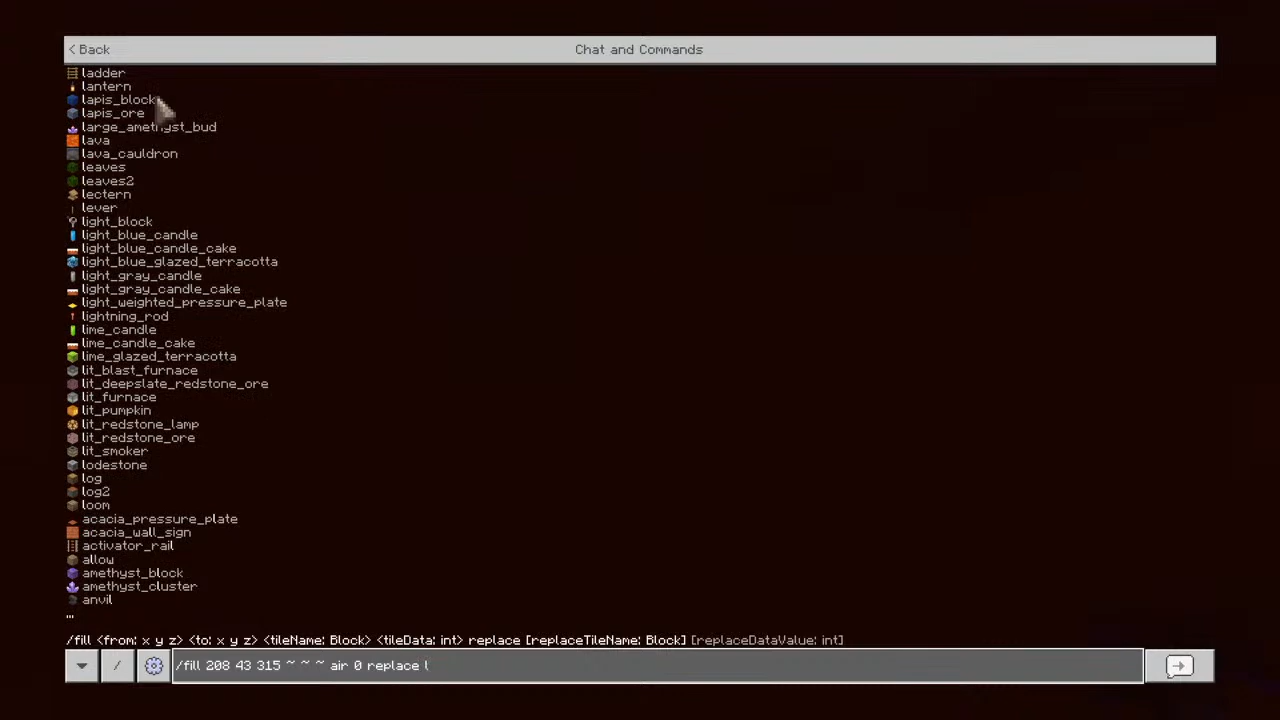 < Back
Chat and Commands
ladder
lantern
lapis_block
lapis_ore
large_amethyst_bud
lava
lava_cauldron
leaves
leaves2
lectern
lever
light_block
light_blue_candle
light_blue_candle_cake
light_blue_glazed_terracotta
light_gray_candle
light_gray_candle_cake
light_weighted_pressure_plate
lightning_rod
lime_candle
lime_candle_cake
lime_glazed_terracotta
lit_blast_furnace
lit_deepslate_redstone_ore
lit_furnace
lit_pumpkin
lit_redstone_lamp
lit_redstone_ore
lit_smoker
lodestone
log
log2
loom
acacia_pressure_plate
acacia_wall_sign
activator_rail
allow
amethyst_block
amethyst_cluster
anvil
...
/fill <from: x y z> <to: x y z> <tileName: Block> <tileData: int> replace [replaceTileName: Block] [replaceDataValue: int]
/
/fill 208 43 315 ~ ~ ~ air 0 replace l